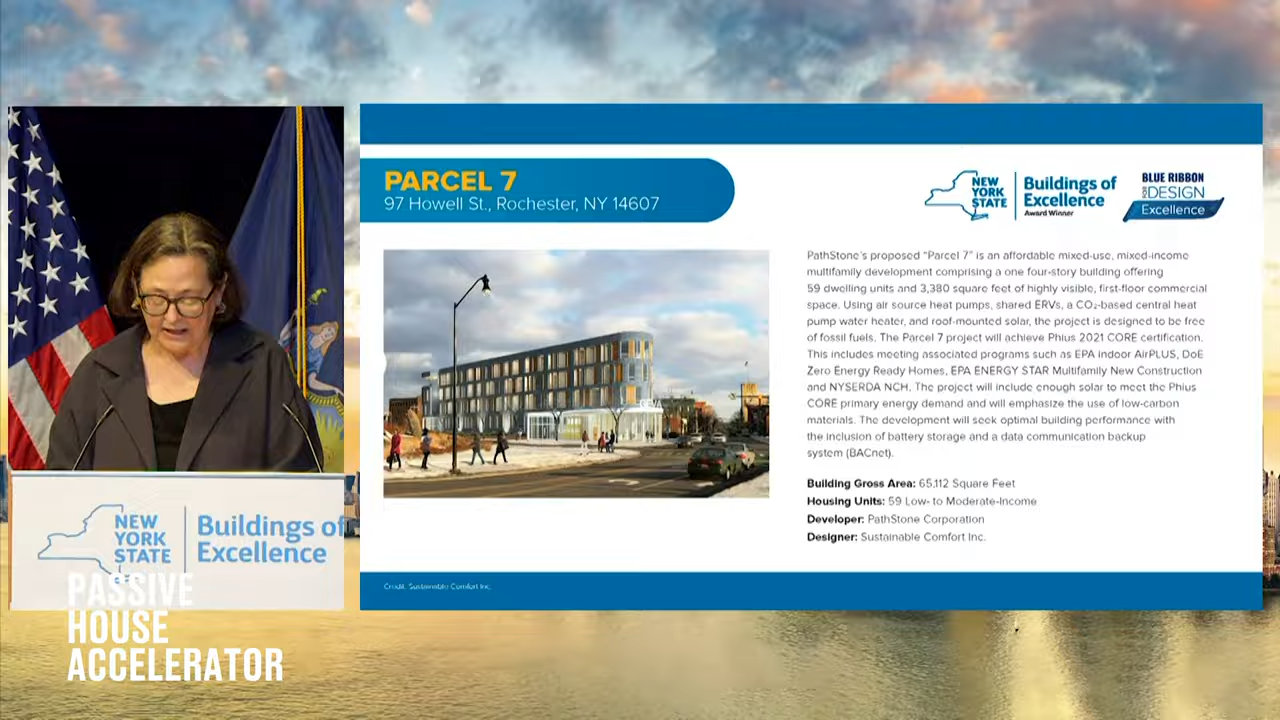 PARCEL 7
97 Howell St., Rochester, NY 14607
NEW
YORK
STATE
Buildings of
Excellence
Award Winner
BLUE RIBBON
FOR DESIGN
Excellence
PathStone's proposed “Parcel 7” is an affordable mixed-use, mixed-income
multifamily development comprising a one four-story building offering
59 dwelling units and 3,380 square feet of highly visible, first-floor commercial
space. Using air source heat pumps, shared ERVs, a CO₂-based central heat
pump water heater, and roof-mounted solar, the project is designed to be free
of fossil fuels. The Parcel 7 project will achieve Phius 2021 CORE certification.
This includes meeting associated programs such as EPA indoor AirPLUS, DoE
Zero Energy Ready Homes, EPA ENERGY STAR Multifamily New Construction
and NYSERDA NCH. The project will include enough solar to meet the Phius
CORE primary energy demand and will emphasize the use of low-carbon
materials. The development will seek optimal building performance with
the inclusion of battery storage and a data communication backup
system (BACnet).
Building Gross Area: 65,112 Square Feet
Housing Units: 59 Low- to Moderate-Income
Developer: PathStone Corporation
Designer: Sustainable Comfort Inc.
Credit: Sustainable Comfort Inc.
NEW
YORK
STATE
Buildings of
Excellence
PASSIVE
HOUSE
ACCELERATOR